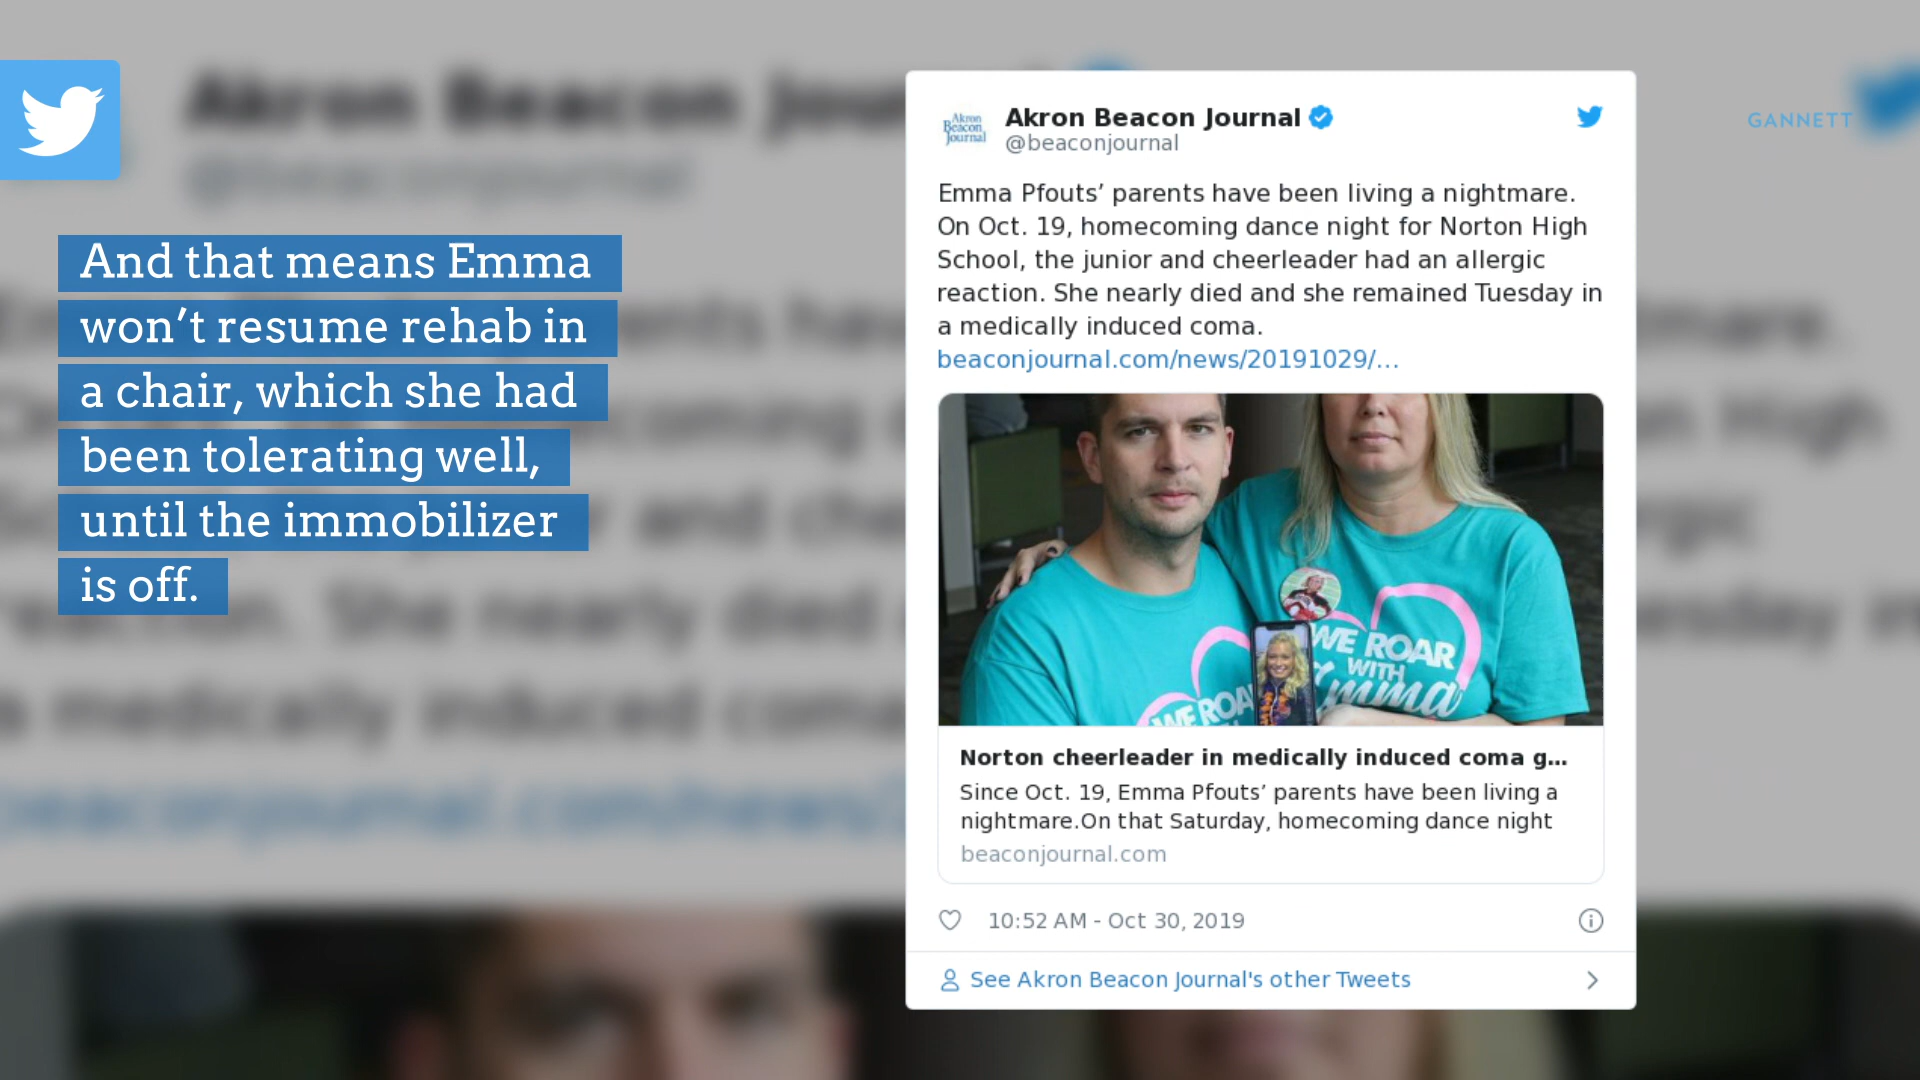 And that means Emma
won’t resume rehab in
a chair, which she had
been tolerating well,
until the immobilizer
is off.
Akron Beacon Journal
Akron Beacon Journal
@beaconjournal
GANNETT
Emma Pfouts’ parents have been living a nightmare.
On Oct. 19, homecoming dance night for Norton High
School, the junior and cheerleader had an allergic
reaction. She nearly died and she remained Tuesday in
a medically induced coma.
beaconjournal.com/news/20191029/…
WE ROAR
WITH
Emma
WE ROA
Norton cheerleader in medically induced coma g…
Since Oct. 19, Emma Pfouts’ parents have been living a
nightmare.On that Saturday, homecoming dance night
beaconjournal.com
10:52 AM - Oct 30, 2019
See Akron Beacon Journal's other Tweets